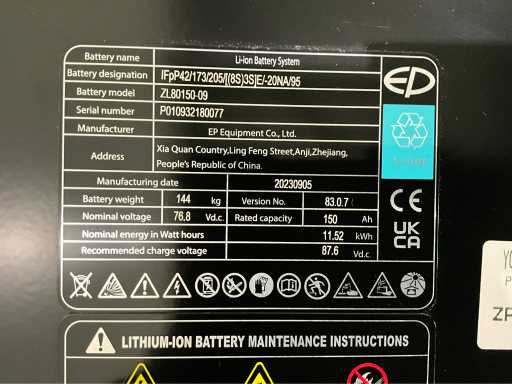 Battery name Li-ion Battery System
Battery designation IFpP42/173/205/[(8S)3S]E/-20NA/95
Battery model ZL80150-09
Serial number P010932180077
Manufacturer EP Equipment Co., Ltd.
Address Xia Quan Country,Ling Feng Street,Anji,Zhejiang,
People's Republic of China.
Manufacturing date 20230905
Battery weight 144 kg Version No. 83.0.7
Nominal voltage 76.8 Vd.c. Rated capacity 150 Ah
Nominal energy in Watt hours 11.52 kWh
Recommended charge voltage 87.6 Vd.c.
EP
Li-ion
CE
UK
CA
LITHIUM-ION BATTERY MAINTENANCE INSTRUCTIONS
ZP